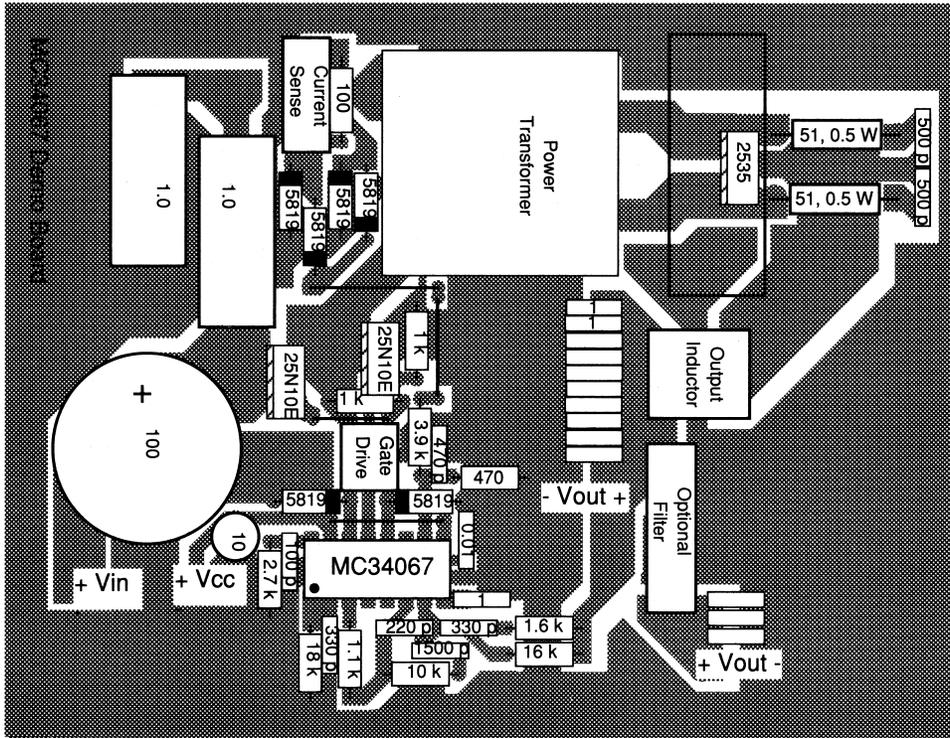 MC34067 Demo Board
Current
Sense
100
Power
Transformer
2535
51, 0.5 W
500 p
51, 0.5 W
500 p
1.0
1.0
5819
5819
5819
5819
1
1
1 k
25N10E
25N10E
1 k
Output
Inductor
+
100
Gate
Drive
3.9 k
470 p
470
- Vout +
Optional
Filter
5819
5819
0.01
10
100 p
2.7 k
MC34067
+ Vin
+ Vcc
1
220 p
330 p
1.6 k
330 p
18 k
1.1 k
1500 p
16 k
10 k
+ Vout -